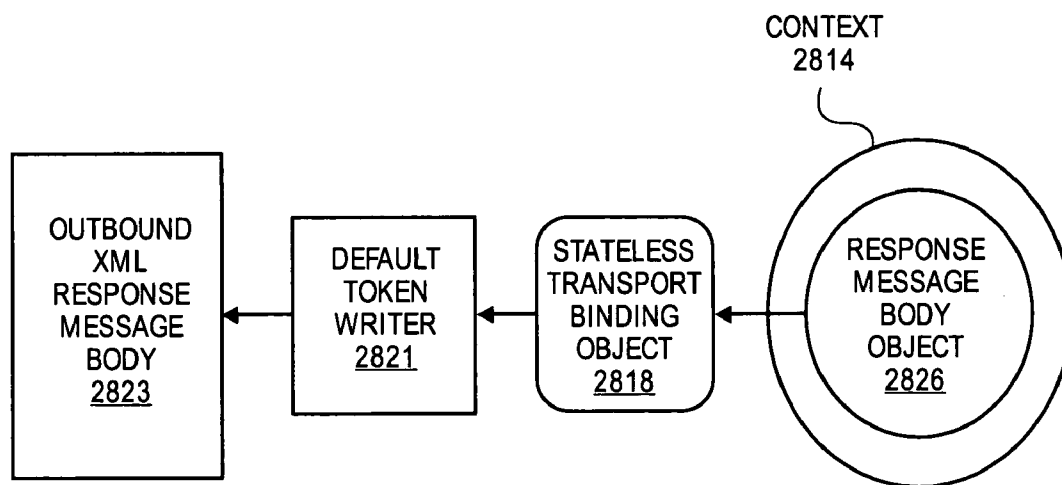 CONTEXT
2814
OUTBOUND
XML
RESPONSE
MESSAGE
BODY
2823
DEFAULT
TOKEN
WRITER
2821
STATELESS
TRANSPORT
BINDING
OBJECT
2818
RESPONSE
MESSAGE
BODY
OBJECT
2826